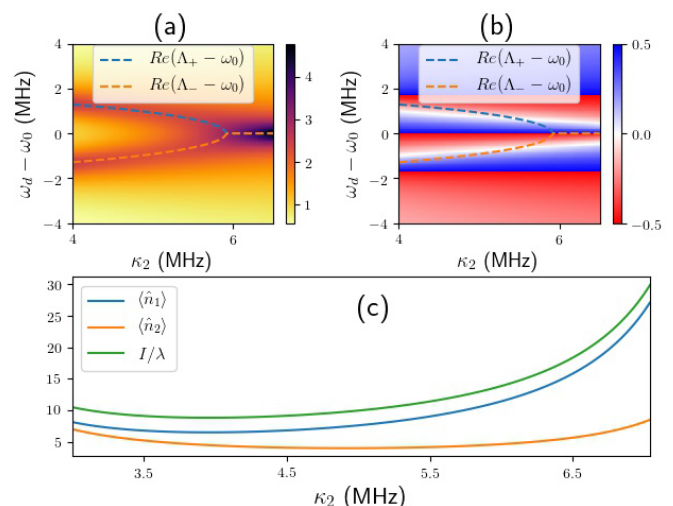 (a)
(b)
Re(Λ₊ − ω₀)
Re(Λ₋ − ω₀)
Re(Λ₊ − ω₀)
Re(Λ₋ − ω₀)
ω_d − ω₀ (MHz)
4
2
0
−2
−4
4
6
κ₂ (MHz)
4
3
2
1
ω_d − ω₀ (MHz)
4
2
0
−2
−4
4
6
κ₂ (MHz)
0.5
0.0
−0.5
(c)
⟨n̂₁⟩
⟨n̂₂⟩
I/λ
30
25
20
15
10
5
3.5
4.5
5.5
6.5
κ₂ (MHz)